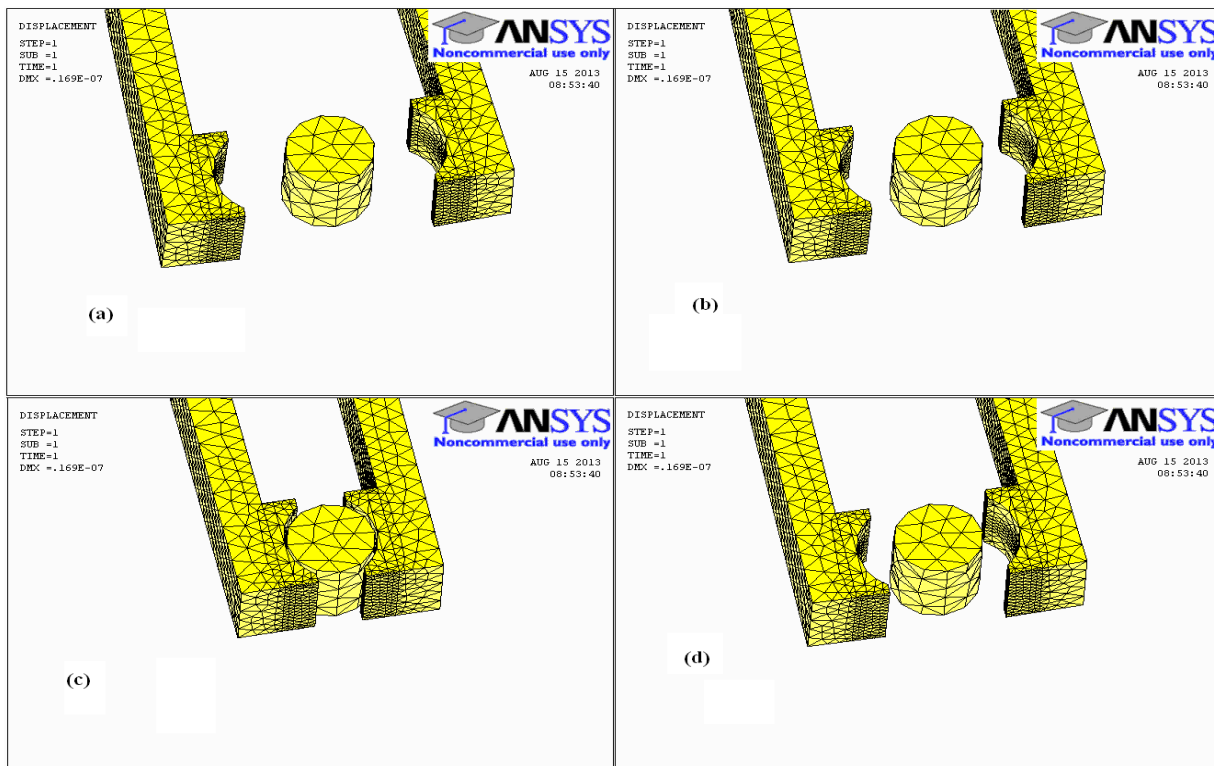 DISPLACEMENT
STEP=1
SUB =1
TIME=1
DMX =.169E-07
ANSYS
Noncommercial use only
AUG 15 2013
08:53:40
(a)
DISPLACEMENT
STEP=1
SUB =1
TIME=1
DMX =.169E-07
ANSYS
Noncommercial use only
AUG 15 2013
08:53:40
(b)
DISPLACEMENT
STEP=1
SUB =1
TIME=1
DMX =.169E-07
ANSYS
Noncommercial use only
AUG 15 2013
08:53:40
(c)
DISPLACEMENT
STEP=1
SUB =1
TIME=1
DMX =.169E-07
ANSYS
Noncommercial use only
AUG 15 2013
08:53:40
(d)